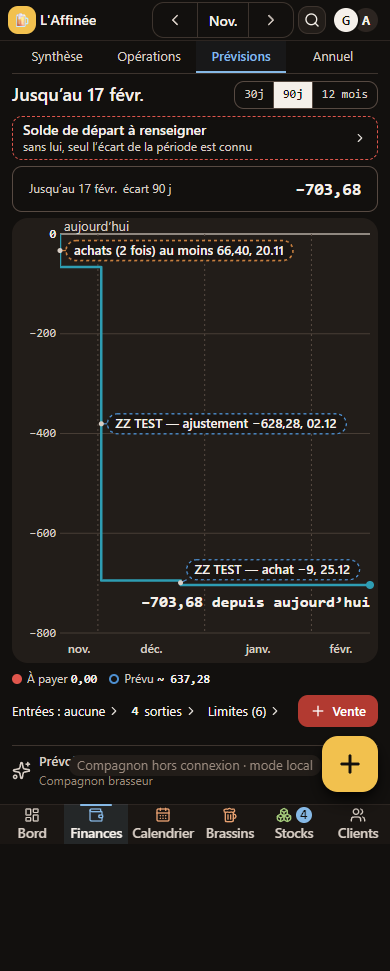 L'Affinée
Nov.
G A
Synthèse Opérations Prévisions Annuel
Jusqu'au 17 févr.
30j 90j 12 mois
Solde de départ à renseigner
sans lui, seul l'écart de la période est connu
Jusqu'au 17 févr. écart 90 j −703,68
aujourd'hui
0
achats (2 fois) au moins 66,40, 20.11
−200
ZZ TEST — ajustement −628,28, 02.12
−400
−600
ZZ TEST — achat −9, 25.12
−703,68 depuis aujourd'hui
−800
nov. déc. janv. févr.
À payer 0,00 Prévu ~ 637,28
Entrées : aucune 4 sorties Limites (6) + Vente
Compagnon hors connexion · mode local
Compagnon brasseur
Bord Finances Calendrier Brassins Stocks 4 Clients